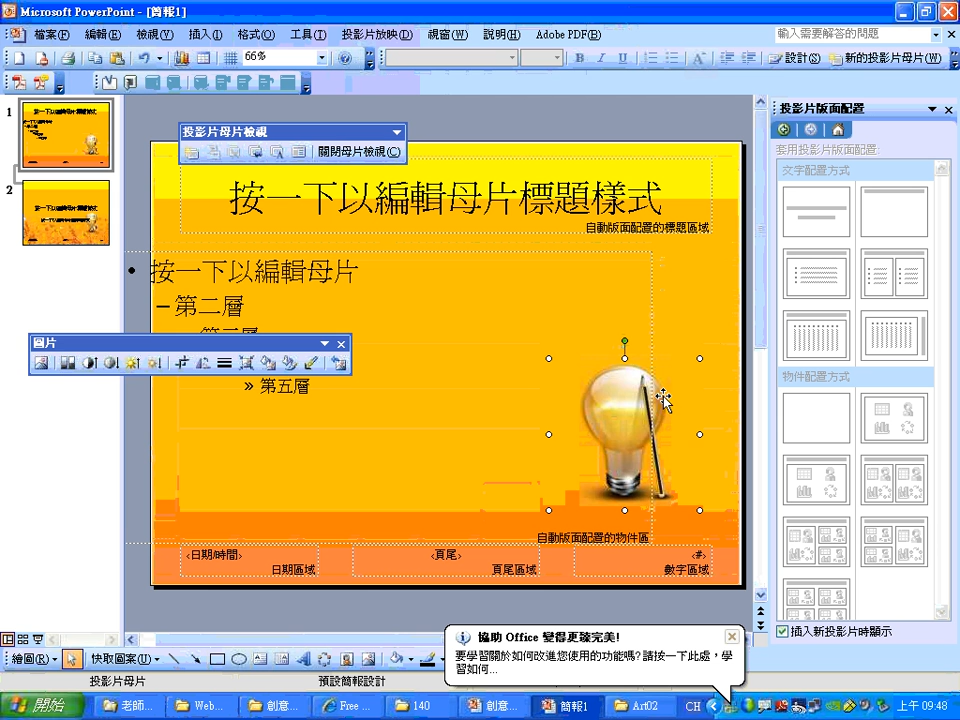 Microsoft PowerPoint - [簡報1]
檔案(F) 編輯(E) 檢視(V) 插入(I) 格式(O) 工具(T) 投影片放映(D) 視窗(W) 說明(H) Adobe PDF(B) 輸入需要解答的問題
66% B I U 設計(S) 新的投影片母片(W)
1
2
投影片母片檢視
關閉母片檢視(C)
按一下以編輯母片標題樣式
自動版面配置的標題區域
• 按一下以編輯母片
– 第二層
圖片
» 第五層
自動版面配置的物件區
<日期/時間>
日期區域
<頁尾>
頁尾區域
<#>
數字區域
投影片版面配置
套用投影片版面配置:
文字配置方式
物件配置方式
插入新投影片時顯示
協助 Office 變得更臻完美!
要學習關於如何改進您使用的功能嗎? 請按一下此處，學
習如何...
繪圖(R) 快取圖案(U)
投影片母片 預設簡報設計
開始 老師... Web... 創意... Free ... 140 創意... 簡報1 Art02 CH 上午 09:48